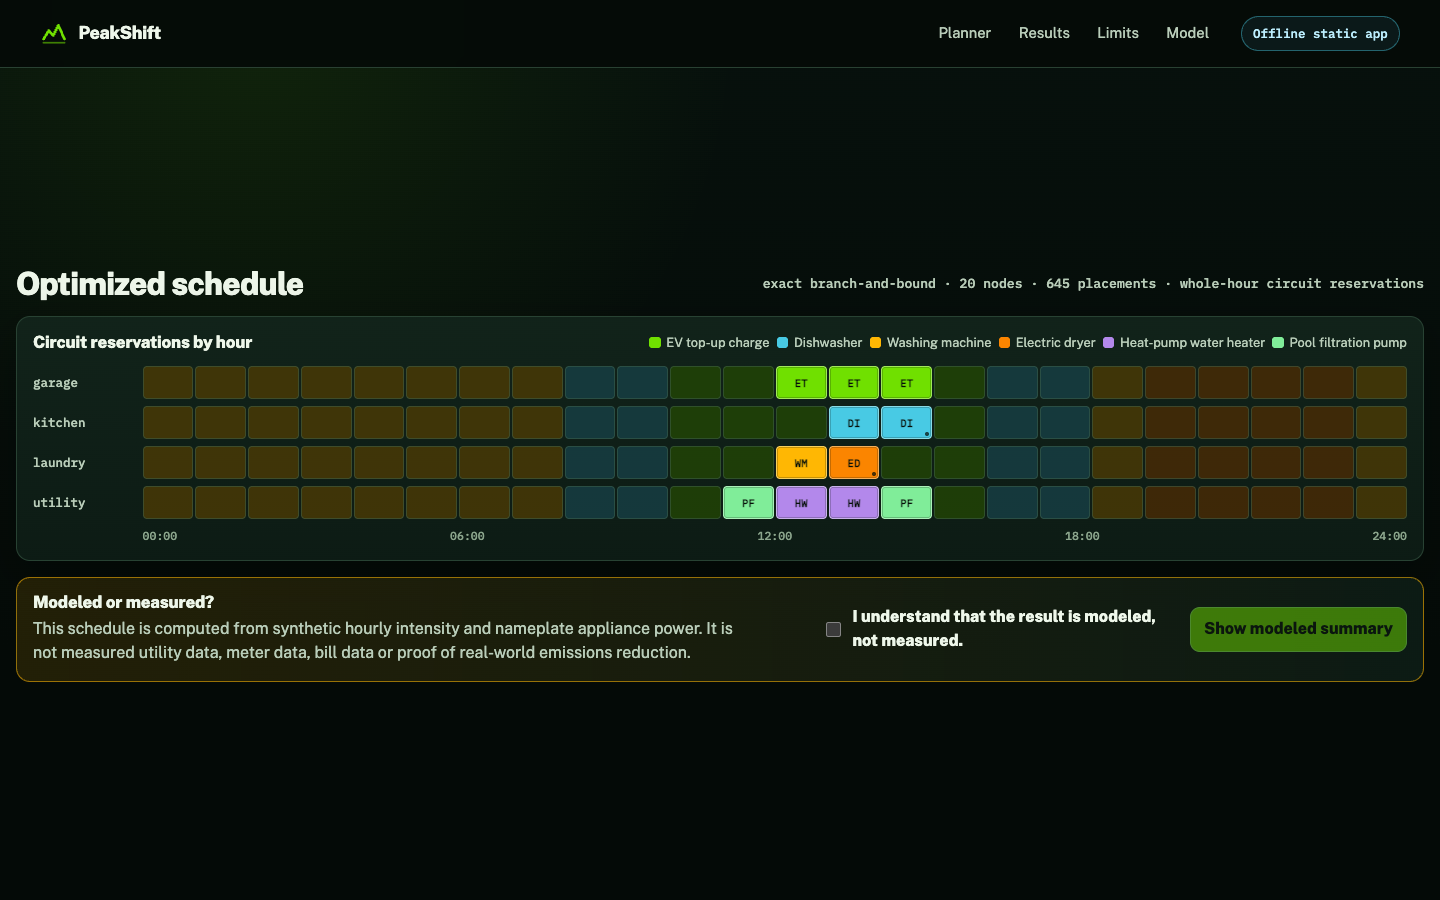 PeakShift
Planner
Results
Limits
Model
Offline static app
Optimized schedule
exact branch-and-bound · 20 nodes · 645 placements · whole-hour circuit reservations
Circuit reservations by hour
EV top-up charge
Dishwasher
Washing machine
Electric dryer
Heat-pump water heater
Pool filtration pump
garage
ET
ET
ET
kitchen
DI
DI
laundry
WM
ED
utility
PF
HW
HW
PF
00:00
06:00
12:00
18:00
24:00
Modeled or measured?
This schedule is computed from synthetic hourly intensity and nameplate appliance power. It is
not measured utility data, meter data, bill data or proof of real-world emissions reduction.
I understand that the result is modeled,
not measured.
Show modeled summary